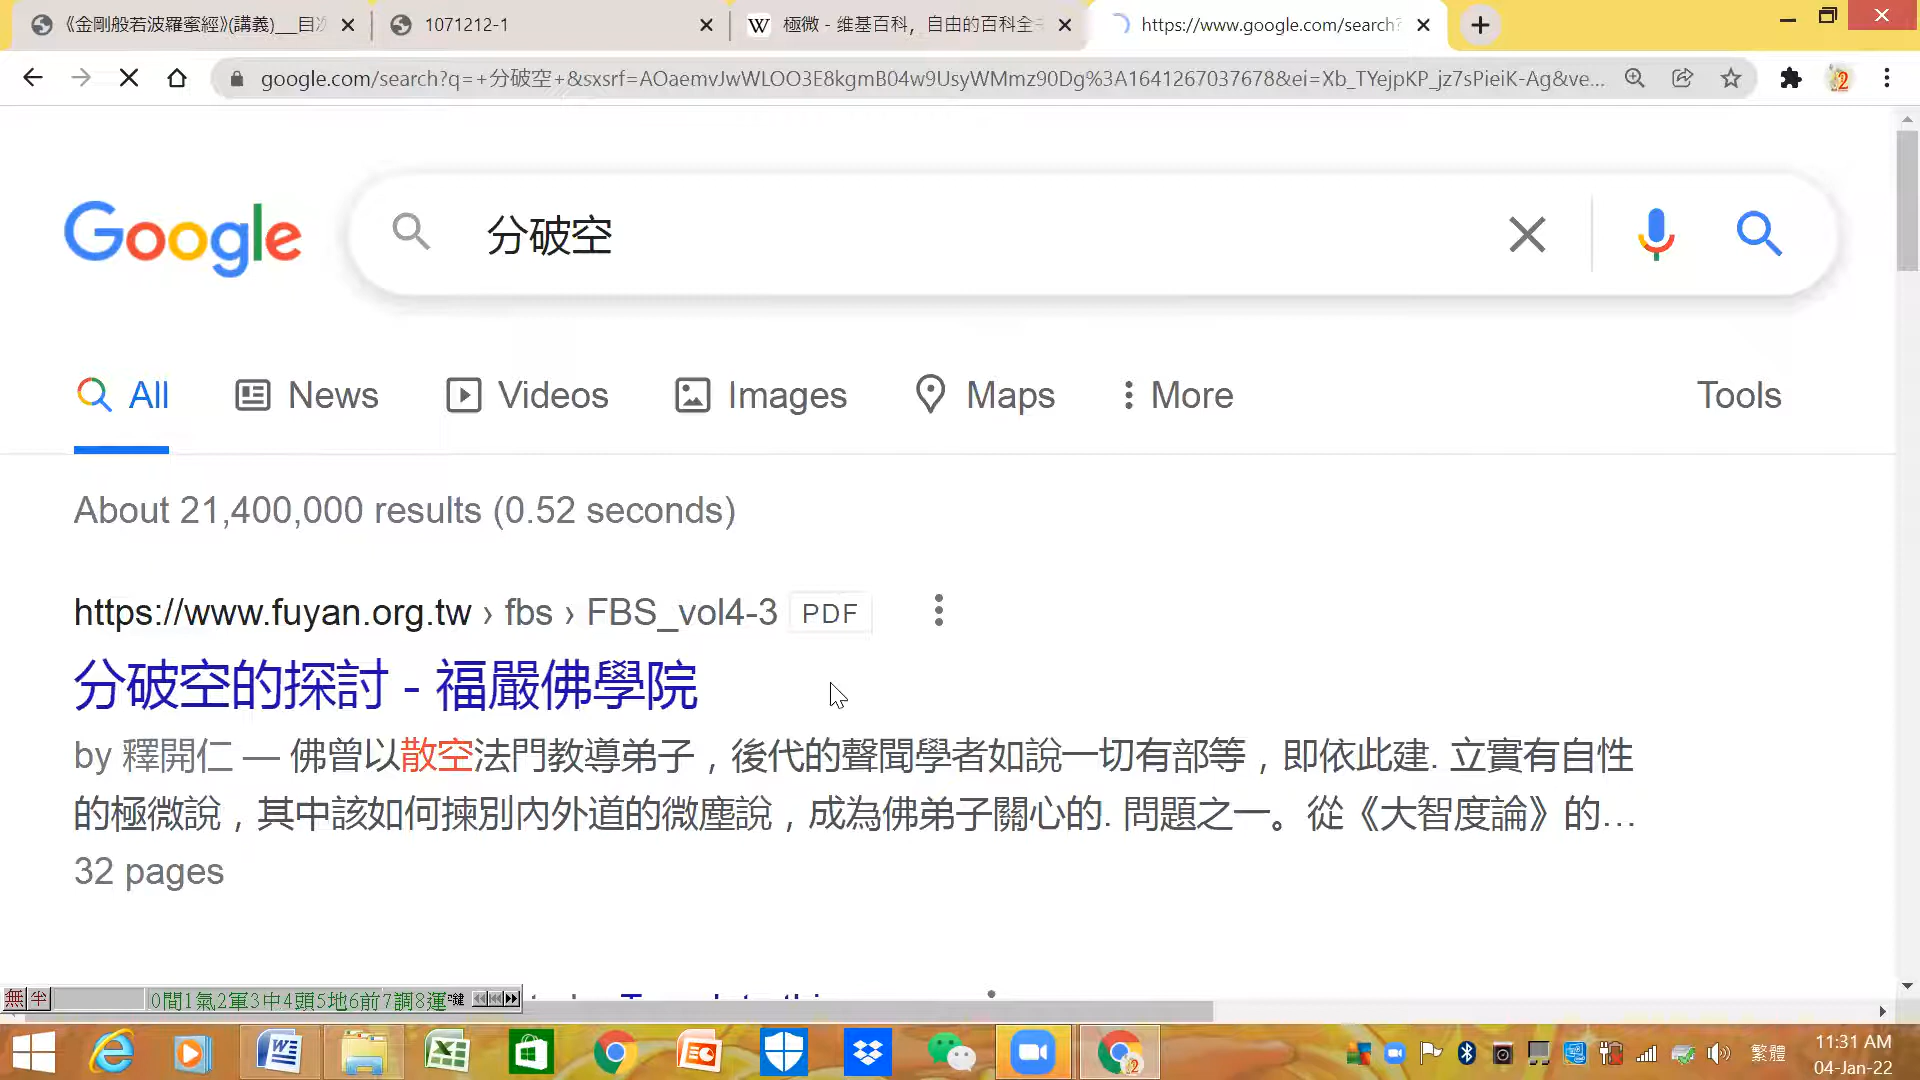 《金剛般若波羅蜜經》(講義)__目次
1071212-1
W 極微 - 维基百科，自由的百科全
https://www.google.com/search?
google.com/search?q=+分破空+&sxsrf=AOaemvJwWLOO3E8kgmB04w9UsyWMmz90Dg%3A1641267037678&ei=Xb_TYejpKP_jz7sPieiK-Ag&ve...
Google
分破空
All
News
Videos
Images
Maps
More
Tools
About 21,400,000 results (0.52 seconds)
https://www.fuyan.org.tw › fbs › FBS_vol4-3 PDF
分破空的探討 - 福嚴佛學院
by 釋開仁 — 佛曾以散空法門教導弟子，後代的聲聞學者如說一切有部等，即依此建. 立實有自性
的極微說，其中該如何揀別內外道的微塵說，成為佛弟子關心的. 問題之一。從《大智度論》的...
32 pages
無 半 0間1氣2軍3中4頭5地6前7調8運
繁體
11:31 AM
04-Jan-22